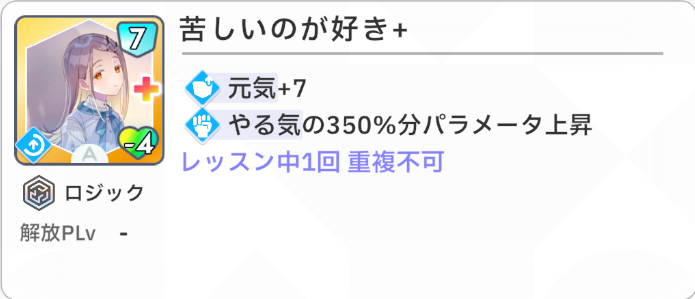 苦しいのが好き+
7
元気+7
やる気の350%分パラメータ上昇
-4
A
レッスン中1回 重複不可
ロジック
解放PLv -